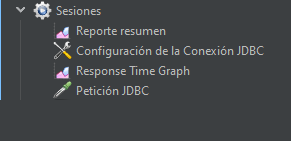 Sesiones
Reporte resumen
Configuración de la Conexión JDBC
Response Time Graph
Petición JDBC